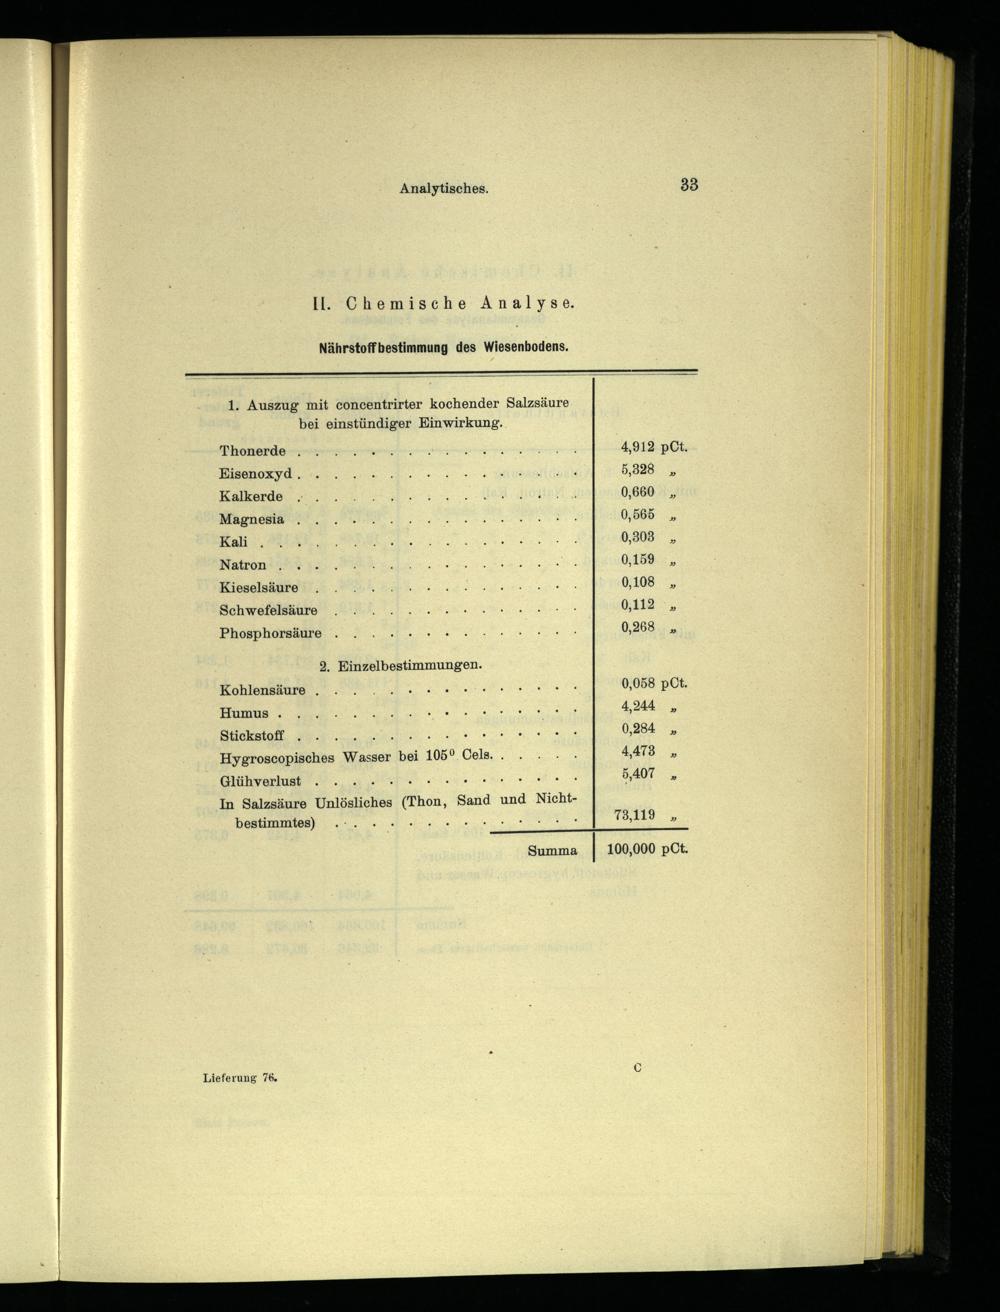 Analytisches. 33
II. Chemische Analyse.
Nährstoffbestimmung des Wiesenbodens.
1. Auszug mit concentrirter kochender Salzsäure
bei einstündiger Einwirkung.
Thonerde . . . . . . . . . . . . . . . . 4,912 pCt.
Eisenoxyd . . . . . . . . . . . . . . . . 5,328 „
Kalkerde . . . . . . . . . . . . . . . . 0,660 „
Magnesia . . . . . . . . . . . . . . . . 0,565 „
Kali . . . . . . . . . . . . . . . . . . 0,303 „
Natron . . . . . . . . . . . . . . . . . 0,159 „
Kieselsäure . . . . . . . . . . . . . . . 0,108 „
Schwefelsäure . . . . . . . . . . . . . . 0,112 „
Phosphorsäure . . . . . . . . . . . . . . 0,268 „
2. Einzelbestimmungen.
Kohlensäure . . . . . . . . . . . . . . . 0,058 pCt.
Humus . . . . . . . . . . . . . . . . . 4,244 „
Stickstoff . . . . . . . . . . . . . . . . 0,284 „
Hygroscopisches Wasser bei 105⁰ Cels. . . . . . 4,473 „
Glühverlust . . . . . . . . . . . . . . . 5,407 „
In Salzsäure Unlösliches (Thon, Sand und Nicht-
bestimmtes) . . . . . . . . . . . . . . 73,119 „
Summa 100,000 pCt.
Lieferung 76. C